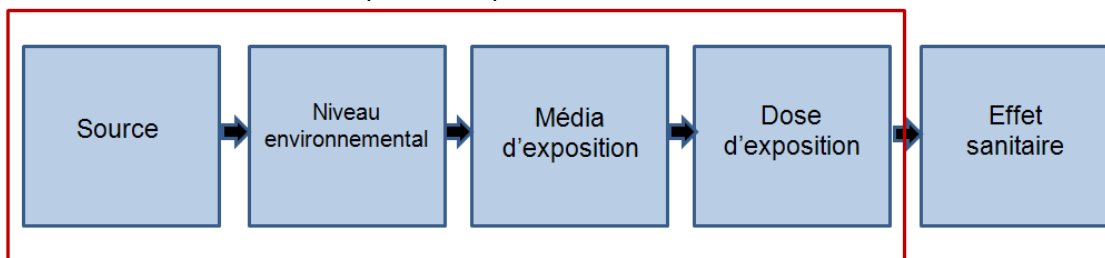 Source
Niveau
environnemental
Média
d'exposition
Dose
d'exposition
Effet
sanitaire